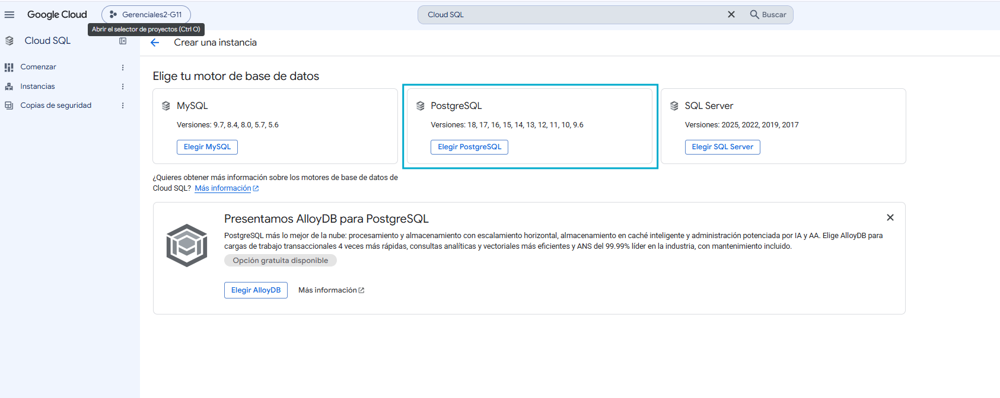 Google Cloud
Gerenciales2-G11
Cloud SQL
Buscar
Abrir el selector de proyectos (Ctrl O)
Cloud SQL
Crear una instancia
Comenzar
Instancias
Copias de seguridad
Elige tu motor de base de datos
MySQL
Versiones: 9.7, 8.4, 8.0, 5.7, 5.6
Elegir MySQL
PostgreSQL
Versiones: 18, 17, 16, 15, 14, 13, 12, 11, 10, 9.6
Elegir PostgreSQL
SQL Server
Versiones: 2025, 2022, 2019, 2017
Elegir SQL Server
¿Quieres obtener más información sobre los motores de base de datos de
Cloud SQL? Más información
Presentamos AlloyDB para PostgreSQL
PostgreSQL más lo mejor de la nube: procesamiento y almacenamiento con escalamiento horizontal, almacenamiento en caché inteligente y administración potenciada por IA y AA. Elige AlloyDB para
cargas de trabajo transaccionales 4 veces más rápidas, consultas analíticas y vectoriales más eficientes y ANS del 99.99% líder en la industria, con mantenimiento incluido.
Opción gratuita disponible
Elegir AlloyDB
Más información